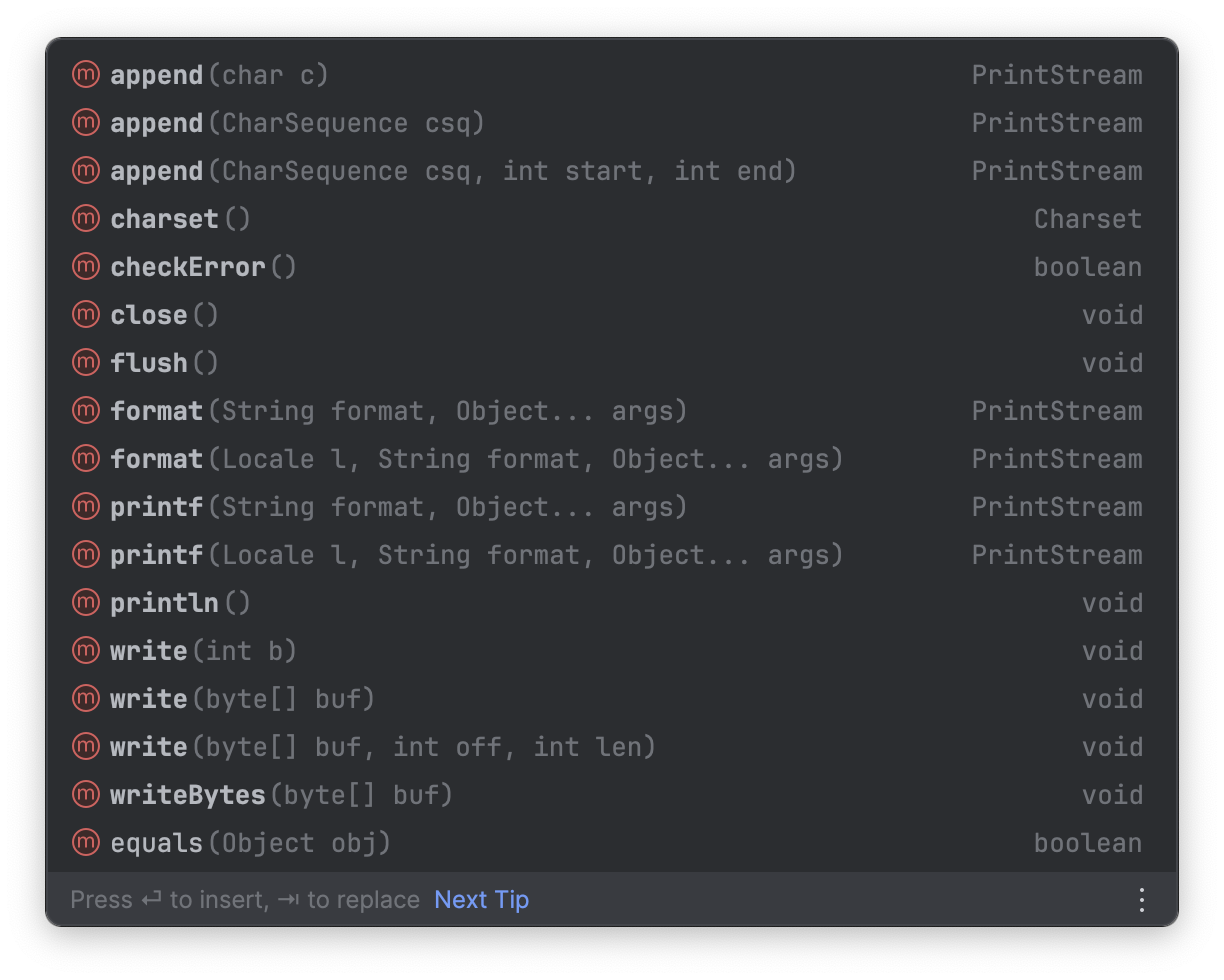 append(char c) PrintStream
append(CharSequence csq) PrintStream
append(CharSequence csq, int start, int end) PrintStream
charset() Charset
checkError() boolean
close() void
flush() void
format(String format, Object... args) PrintStream
format(Locale l, String format, Object... args) PrintStream
printf(String format, Object... args) PrintStream
printf(Locale l, String format, Object... args) PrintStream
println() void
write(int b) void
write(byte[] buf) void
write(byte[] buf, int off, int len) void
writeBytes(byte[] buf) void
equals(Object obj) boolean
Press ↵ to insert, ⇥ to replace Next Tip